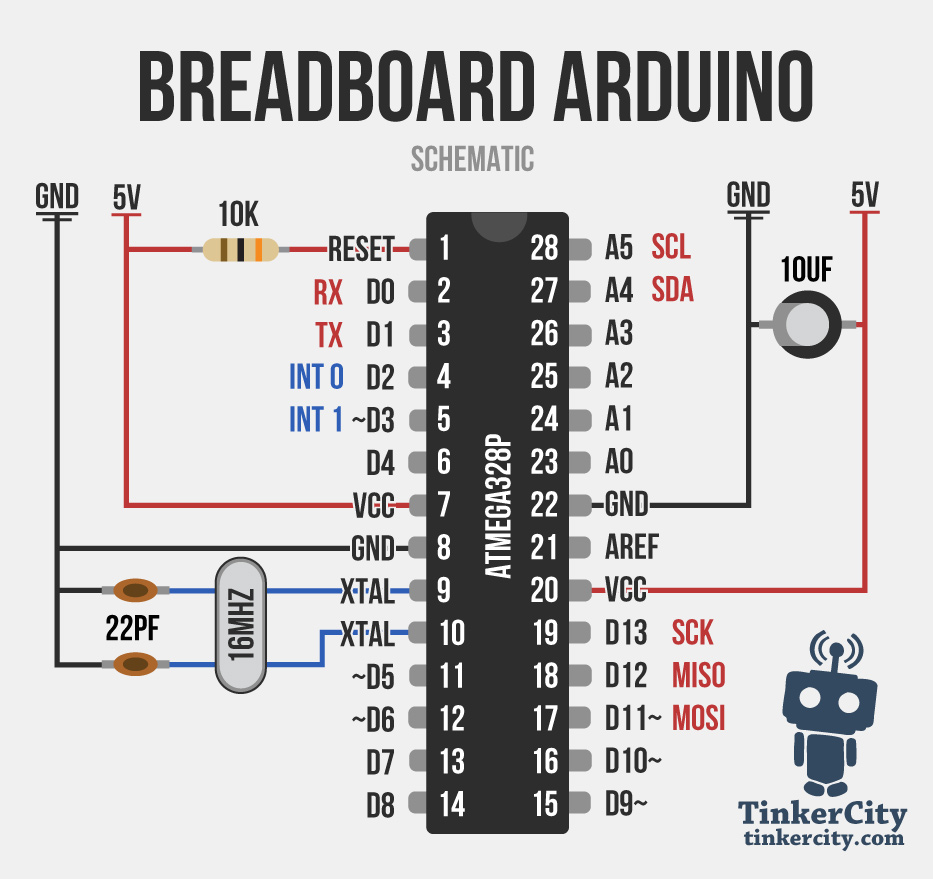 BREADBOARD ARDUINO
SCHEMATIC
GND 5V GND 5V
10K 10UF
RESET 1 28 A5 SCL
RX D0 2 27 A4 SDA
TX D1 3 26 A3
INT 0 D2 4 25 A2
INT 1 ~D3 5 24 A1
D4 6 23 A0
VCC 7 22 GND
GND 8 21 AREF
XTAL 9 20 VCC
XTAL 10 19 D13 SCK
~D5 11 18 D12 MISO
~D6 12 17 D11~ MOSI
D7 13 16 D10~
D8 14 15 D9~
ATMEGA328P
22PF
16MHZ
TinkerCity
tinkercity.com